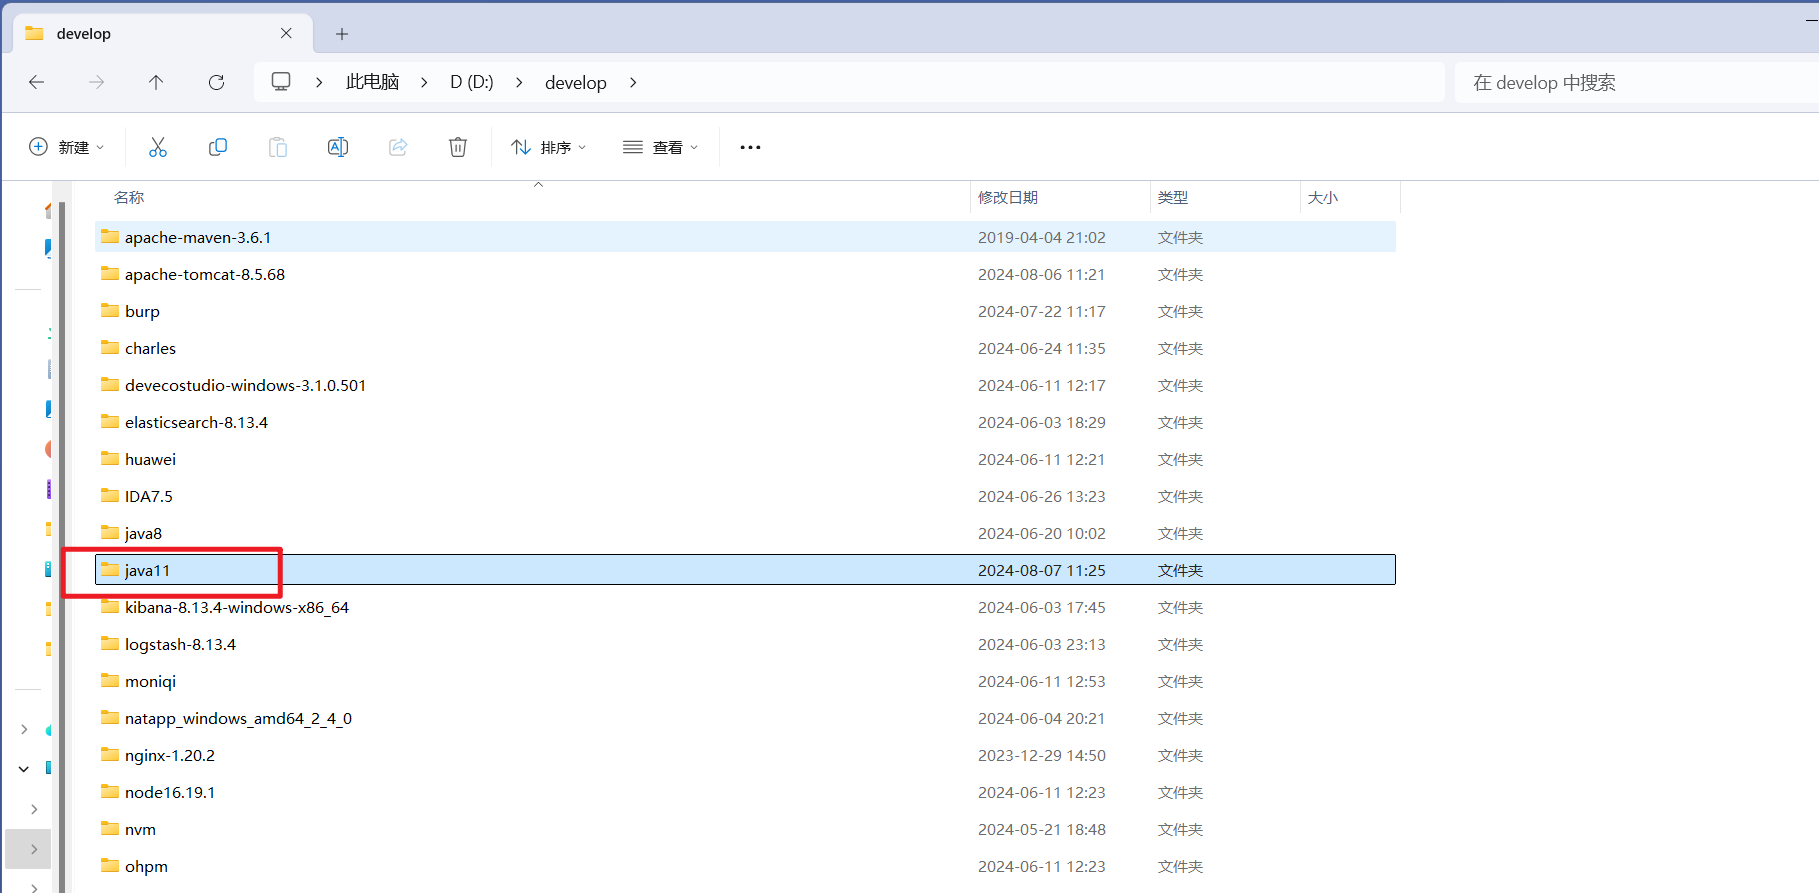 develop
此电脑 > D (D:) > develop >
在 develop 中搜索
新建 排序 查看
名称 修改日期 类型 大小
apache-maven-3.6.1 2019-04-04 21:02 文件夹
apache-tomcat-8.5.68 2024-08-06 11:21 文件夹
burp 2024-07-22 11:17 文件夹
charles 2024-06-24 11:35 文件夹
devecostudio-windows-3.1.0.501 2024-06-11 12:17 文件夹
elasticsearch-8.13.4 2024-06-03 18:29 文件夹
huawei 2024-06-11 12:21 文件夹
IDA7.5 2024-06-26 13:23 文件夹
java8 2024-06-20 10:02 文件夹
java11 2024-08-07 11:25 文件夹
kibana-8.13.4-windows-x86_64 2024-06-03 17:45 文件夹
logstash-8.13.4 2024-06-03 23:13 文件夹
moniqi 2024-06-11 12:53 文件夹
natapp_windows_amd64_2_4_0 2024-06-04 20:21 文件夹
nginx-1.20.2 2023-12-29 14:50 文件夹
node16.19.1 2024-06-11 12:23 文件夹
nvm 2024-05-21 18:48 文件夹
ohpm 2024-06-11 12:23 文件夹